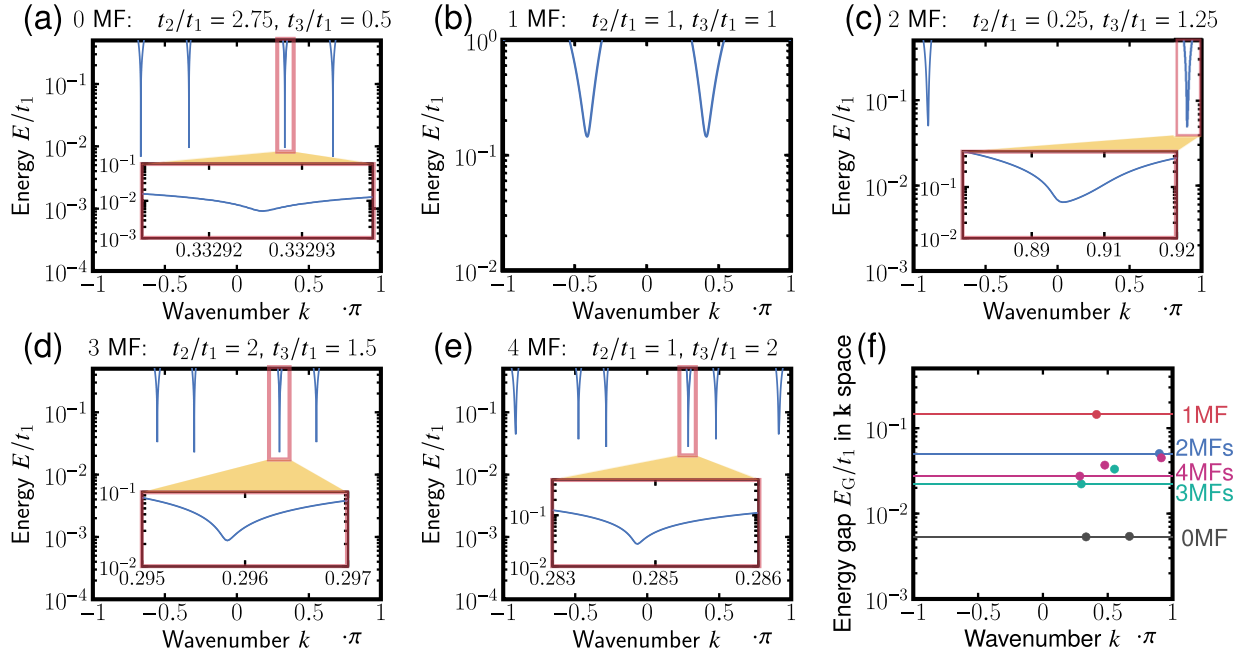 (a) 0 MF: t₂/t₁ = 2.75, t₃/t₁ = 0.5
Energy E/t₁
10⁻¹
10⁻²
10⁻³
10⁻⁴
10⁻¹
10⁻²
10⁻³
0.33292 0.33293
−1 −0.5 0 0.5 1
Wavenumber k ·π
(b) 1 MF: t₂/t₁ = 1, t₃/t₁ = 1
Energy E/t₁
10⁰
10⁻¹
10⁻²
−1 −0.5 0 0.5 1
Wavenumber k ·π
(c) 2 MF: t₂/t₁ = 0.25, t₃/t₁ = 1.25
Energy E/t₁
10⁻¹
10⁻²
10⁻³
10⁻¹
10⁻²
0.89 0.91 0.92
−1 −0.5 0 0.5 1
Wavenumber k ·π
(d) 3 MF: t₂/t₁ = 2, t₃/t₁ = 1.5
Energy E/t₁
10⁻¹
10⁻²
10⁻³
10⁻⁴
10⁻¹
10⁻²
0.295 0.296 0.297
−1 −0.5 0 0.5 1
Wavenumber k ·π
(e) 4 MF: t₂/t₁ = 1, t₃/t₁ = 2
Energy E/t₁
10⁻¹
10⁻²
10⁻³
10⁻⁴
10⁻¹
10⁻²
0.283 0.285 0.286
−1 −0.5 0 0.5 1
Wavenumber k ·π
(f)
Energy gap E_G/t₁ in k space
10⁻¹
10⁻²
10⁻³
1MF
2MFs
4MFs
3MFs
0MF
−1 −0.5 0 0.5 1
Wavenumber k ·π